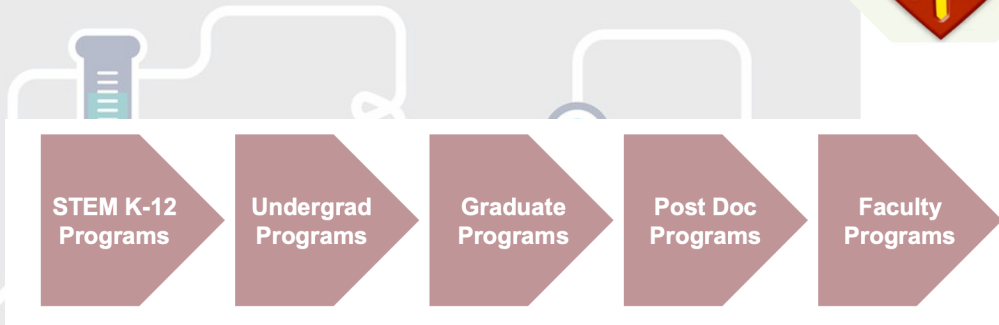 STEM K-12
Programs
Undergrad
Programs
Graduate
Programs
Post Doc
Programs
Faculty
Programs